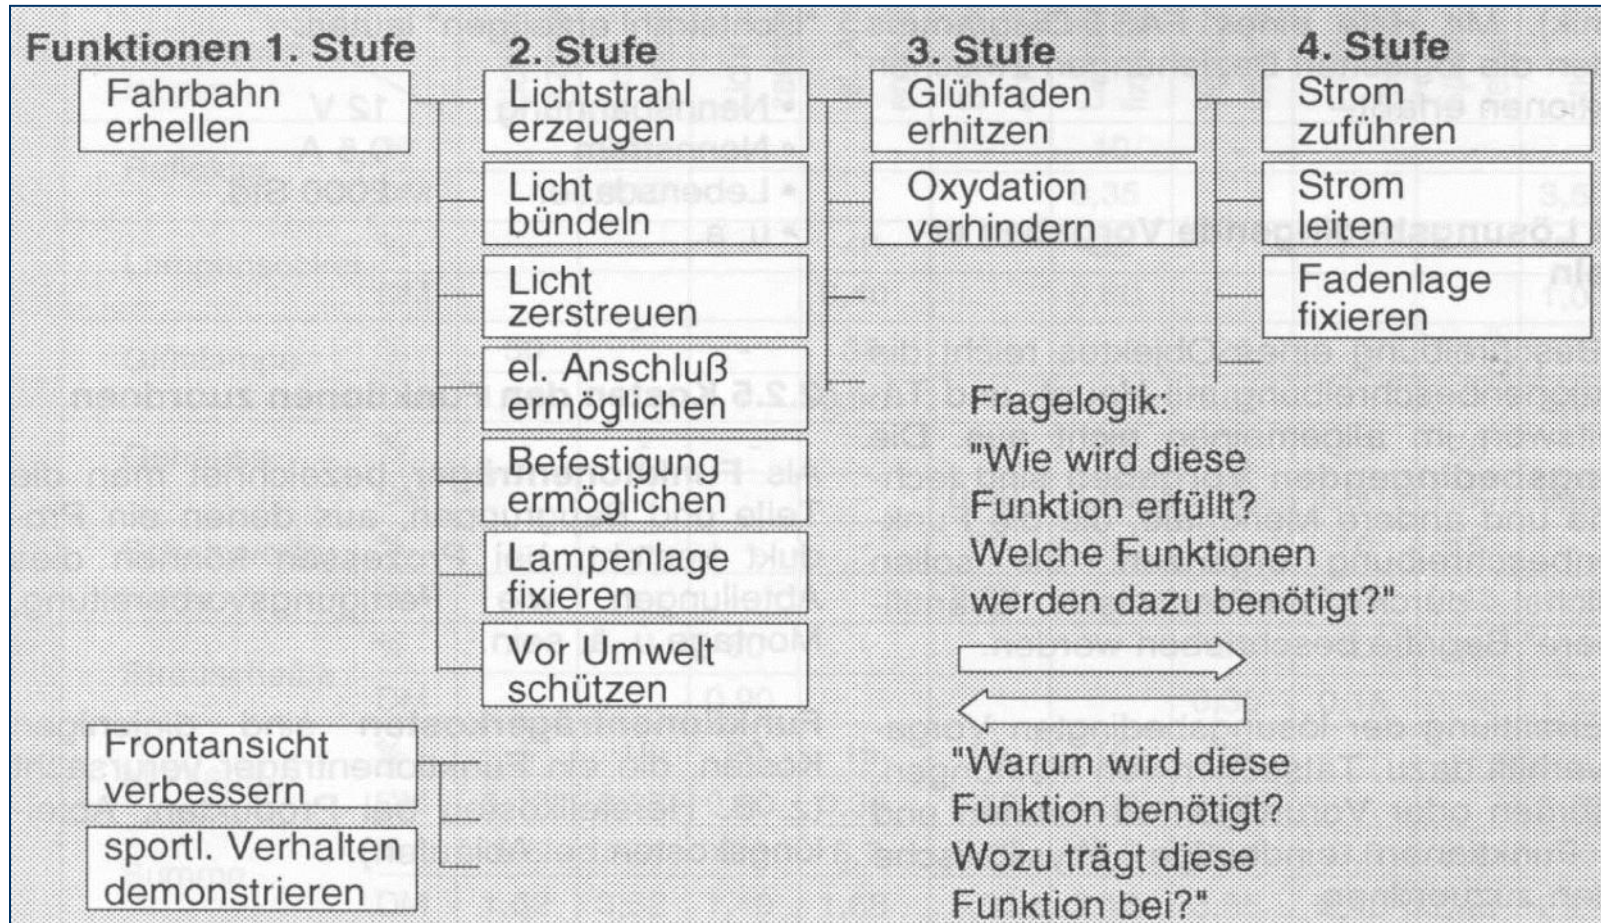 Funktionen 1. Stufe
Fahrbahn
erhellen
Frontansicht
verbessern
sportl. Verhalten
demonstrieren
2. Stufe
Lichtstrahl
erzeugen
Licht
bündeln
Licht
zerstreuen
el. Anschluß
ermöglichen
Befestigung
ermöglichen
Lampenlage
fixieren
Vor Umwelt
schützen
3. Stufe
Glühfaden
erhitzen
Oxydation
verhindern
4. Stufe
Strom
zuführen
Strom
leiten
Fadenlage
fixieren
Fragelogik:
"Wie wird diese
Funktion erfüllt?
Welche Funktionen
werden dazu benötigt?"
"Warum wird diese
Funktion benötigt?
Wozu trägt diese
Funktion bei?"